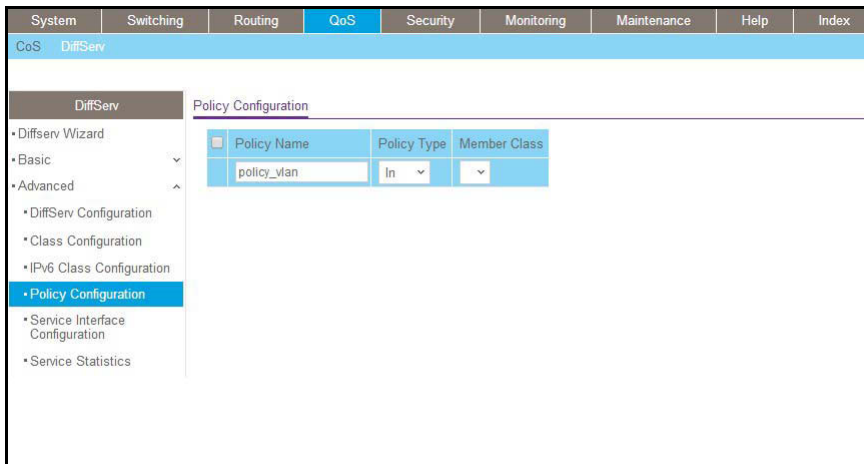 System Switching Routing QoS Security Monitoring Maintenance Help Index
CoS DiffServ
DiffServ
Diffserv Wizard
Basic
Advanced
DiffServ Configuration
Class Configuration
IPv6 Class Configuration
Policy Configuration
Service Interface
Configuration
Service Statistics
Policy Configuration
Policy Name Policy Type Member Class
policy_vlan In